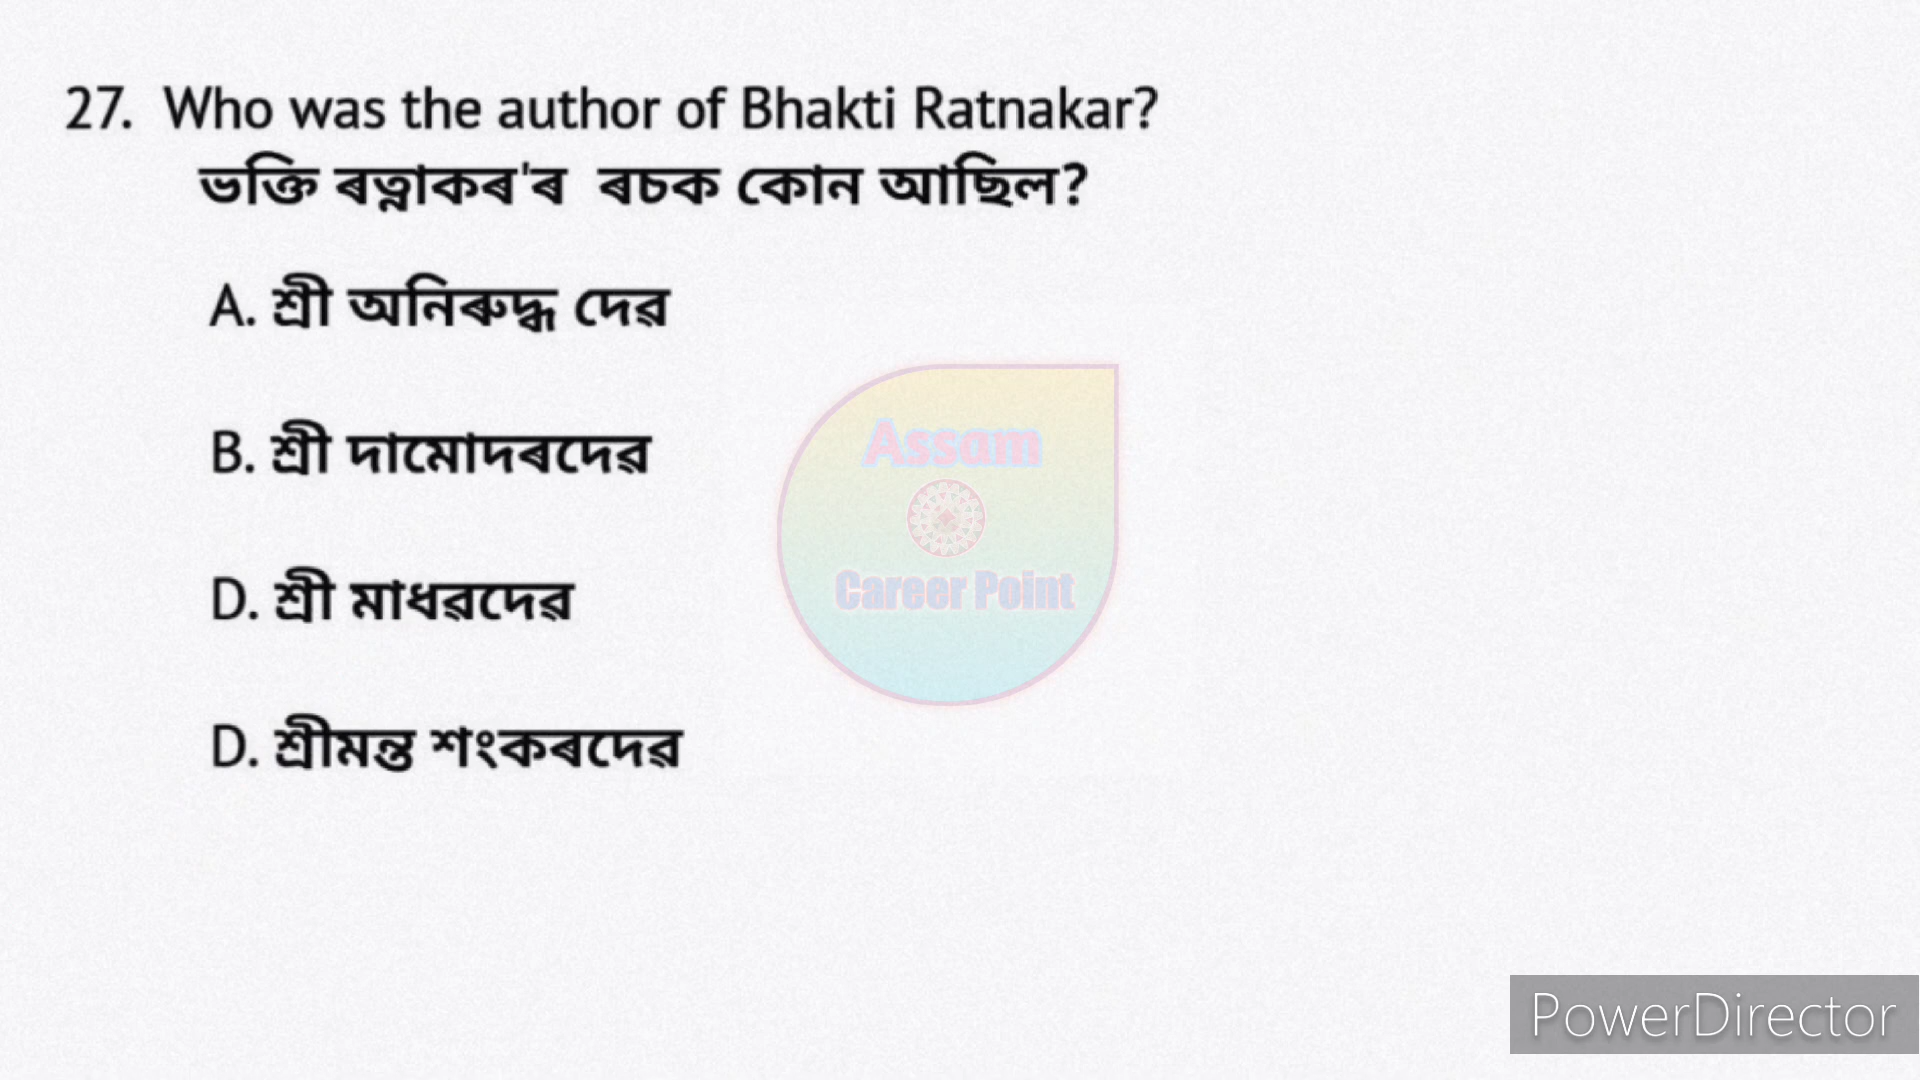 27. Who was the author of Bhakti Ratnakar?
ভক্তি ৰত্নাকৰ'ৰ ৰচক কোন আছিল?
A. শ্ৰী অনিৰুদ্ধ দেৱ
B. শ্ৰী দামোদৰদেৱ
D. শ্ৰী মাধৱদেৱ
D. শ্ৰীমন্ত শংকৰদেৱ
Assam
Career Point
PowerDirector